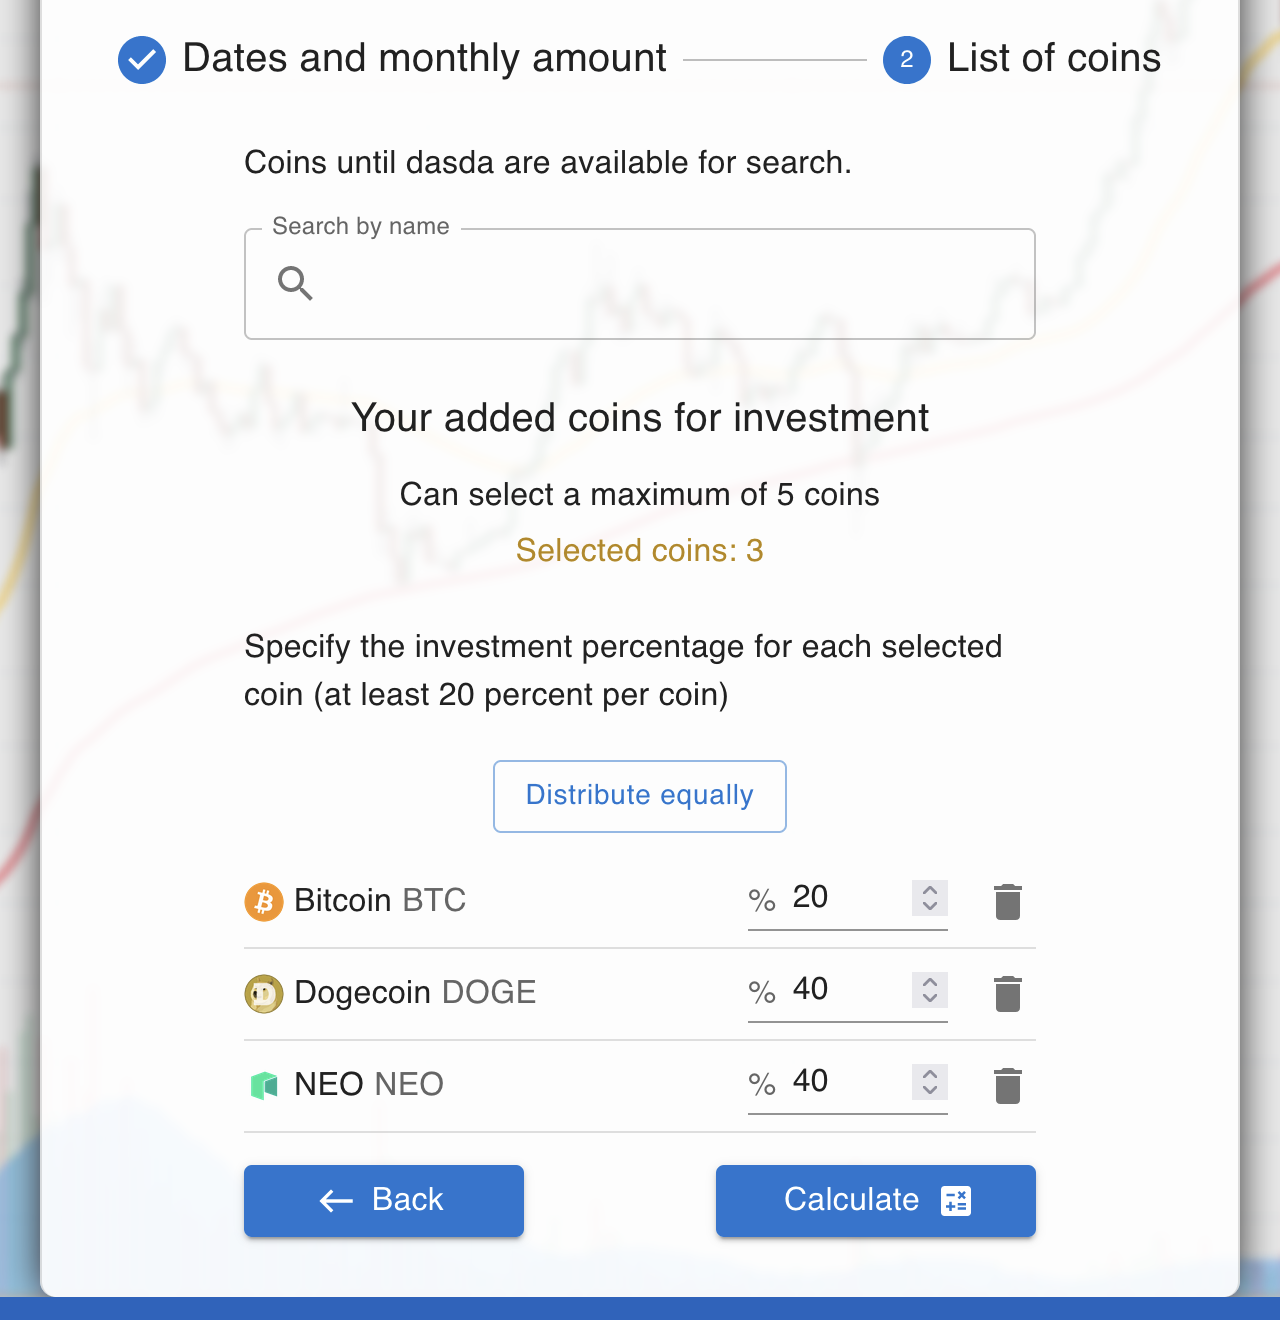 Dates and monthly amount
2 List of coins
Coins until dasda are available for search.
Search by name
Your added coins for investment
Can select a maximum of 5 coins
Selected coins: 3
Specify the investment percentage for each selected
coin (at least 20 percent per coin)
Distribute equally
Bitcoin BTC % 20
Dogecoin DOGE % 40
NEO NEO % 40
Back
Calculate